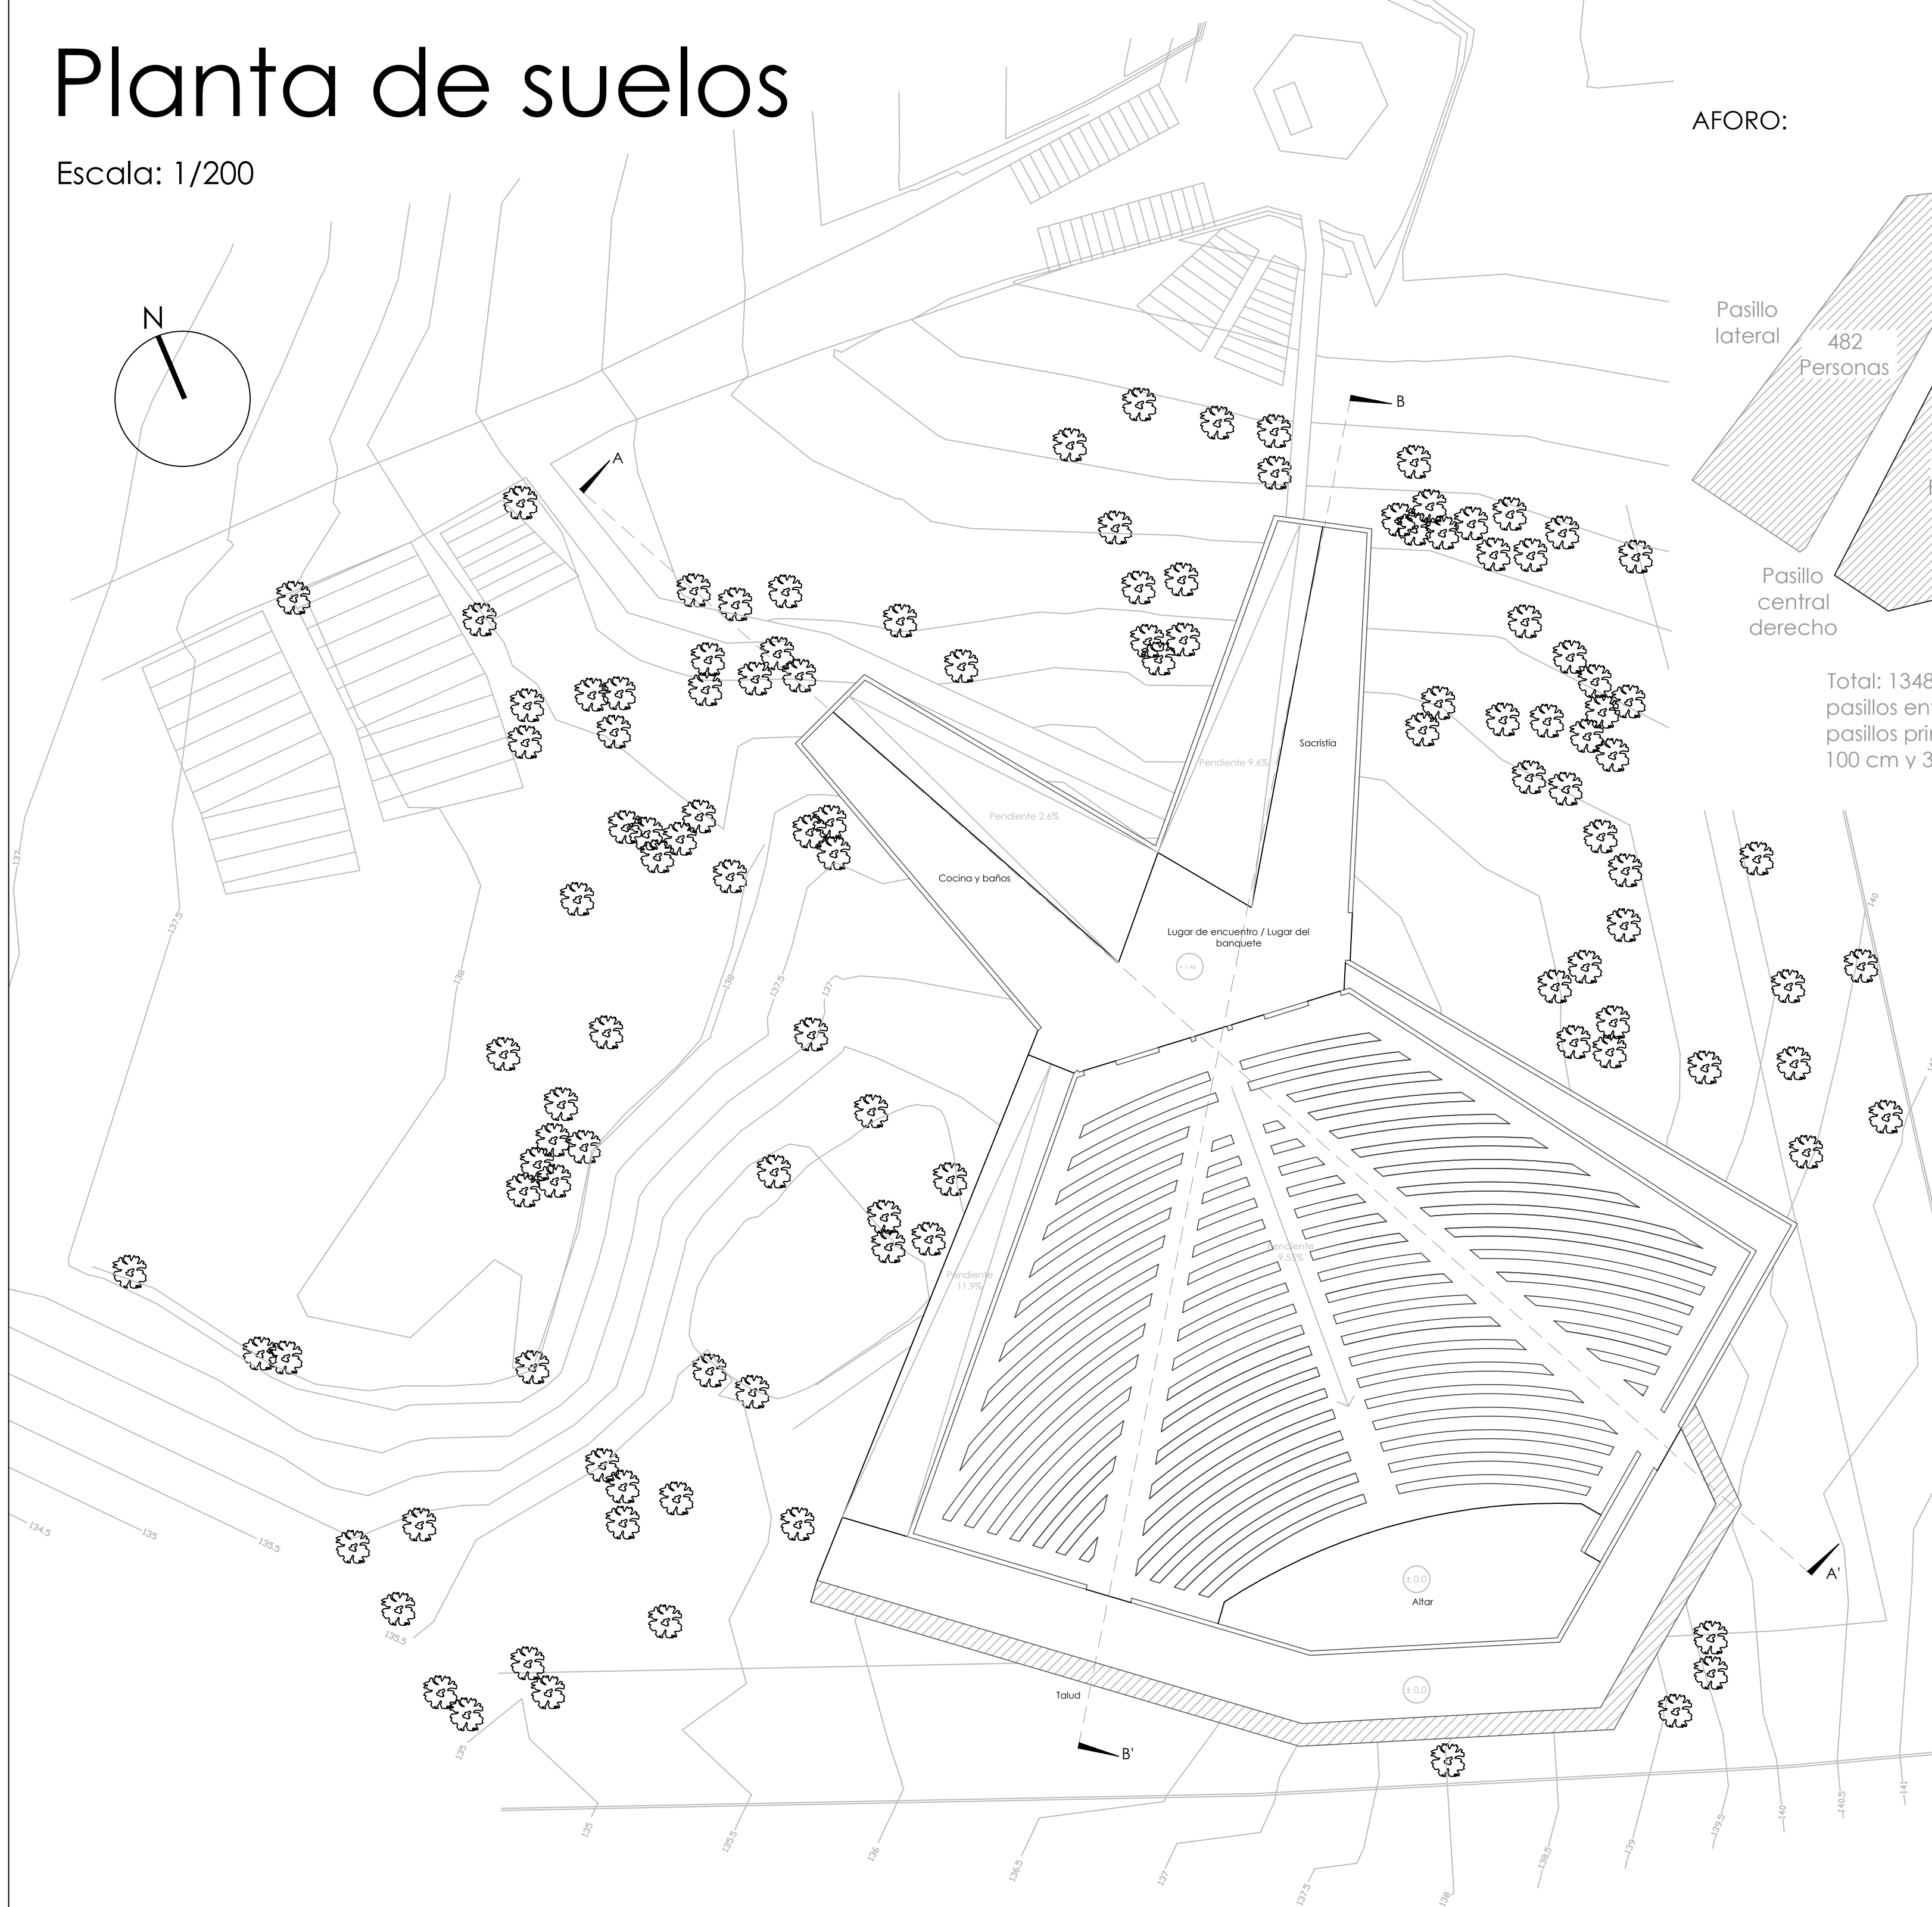 Planta de suelos
Escala: 1/200
AFORO:
N
Pasillo
lateral
482
Personas
B
A
Pasillo
central
derecho
Total: 1348
pasillos en
pasillos pri
100 cm y 3
Sacristía
Pendiente 9.6%
Pendiente 2.6%
Cocina y baños
Lugar de encuentro / Lugar del
banquete
137
137.5
138
138
137.5
137
140
Pendiente
9.55%
Pendiente
11.9%
134.5
135
135.5
135.5
135
± 0.0
Altar
A'
± 0.0
Talud
B'
135
135.5
136
136.5
137
137.5
138
138.5
139
139.5
140
140.5
141